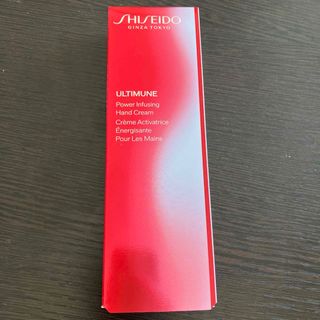 SHISEIDO
GINZA TOKYO
ULTIMUNE
Power Infusing
Hand Cream
Crème Activatrice
Énergisante
Pour Les Mains